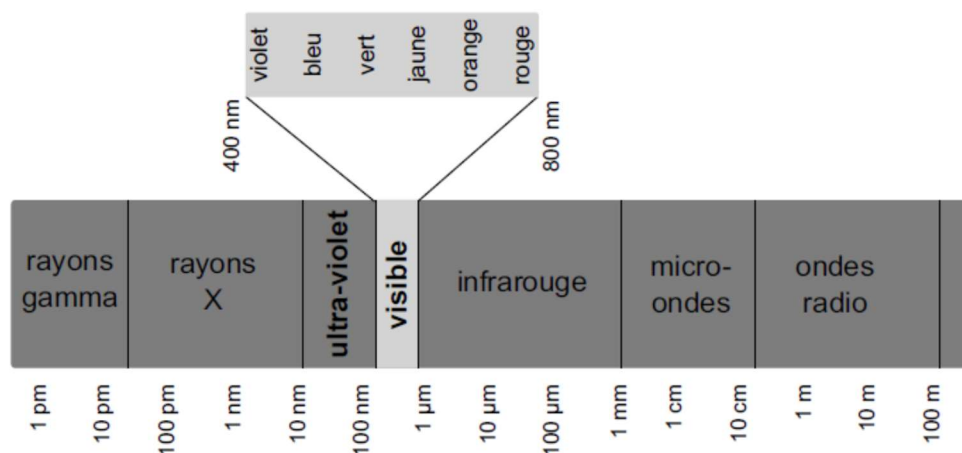 violet
bleu
vert
jaune
orange
rouge
400 nm
800 nm
rayons
gamma
rayons
X
ultra-violet
visible
infrarouge
micro-
ondes
ondes
radio
1 pm
10 pm
100 pm
1 nm
10 nm
100 nm
1 µm
10 µm
100 µm
1 mm
1 cm
10 cm
1 m
10 m
100 m